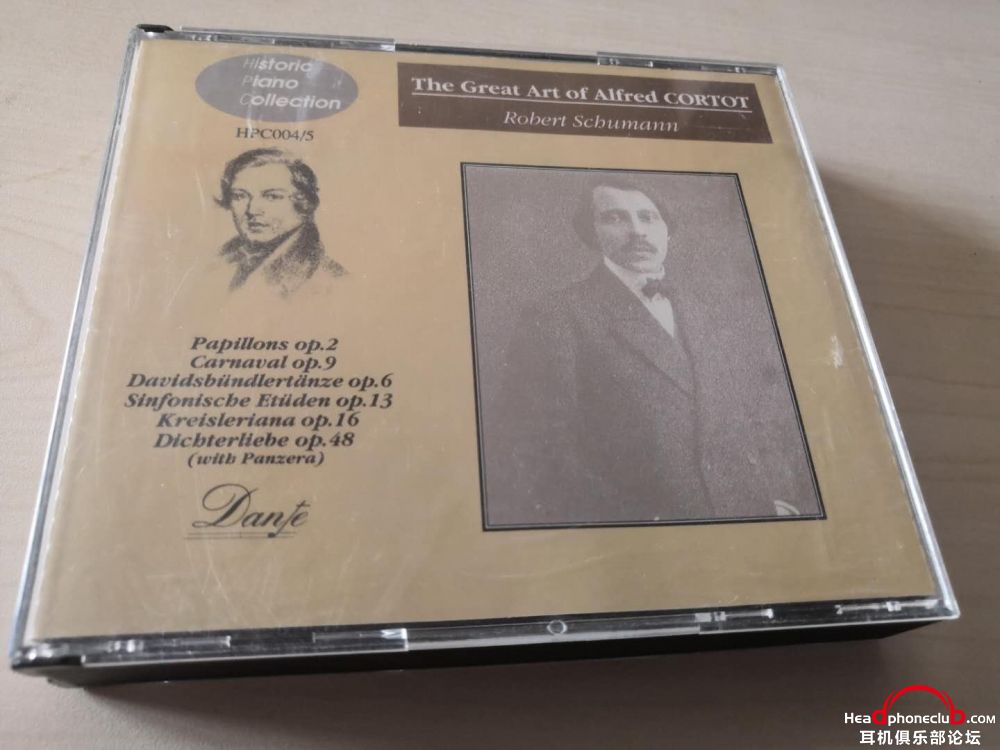 Historic
Piano
Collection
HPC004/5
The Great Art of Alfred CORTOT
Robert Schumann
Papillons op.2
Carnaval op.9
Davidsbündlertänze op.6
Sinfonische Etüden op.13
Kreisleriana op.16
Dichterliebe op.48
(with Panzera)
Dante
Headphoneclub.COM
耳机俱乐部论坛